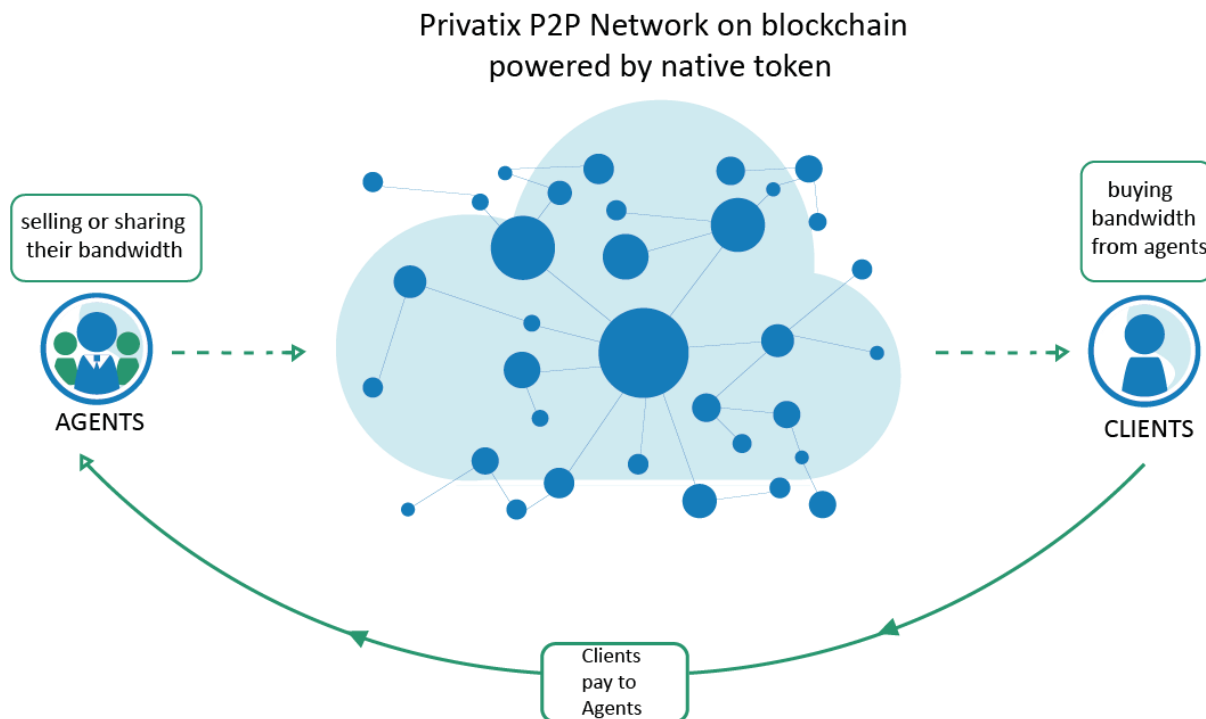 Privatix P2P Network on blockchain
powered by native token
selling or sharing
their bandwidth
AGENTS
buying
bandwidth
from agents
CLIENTS
Clients
pay to
Agents